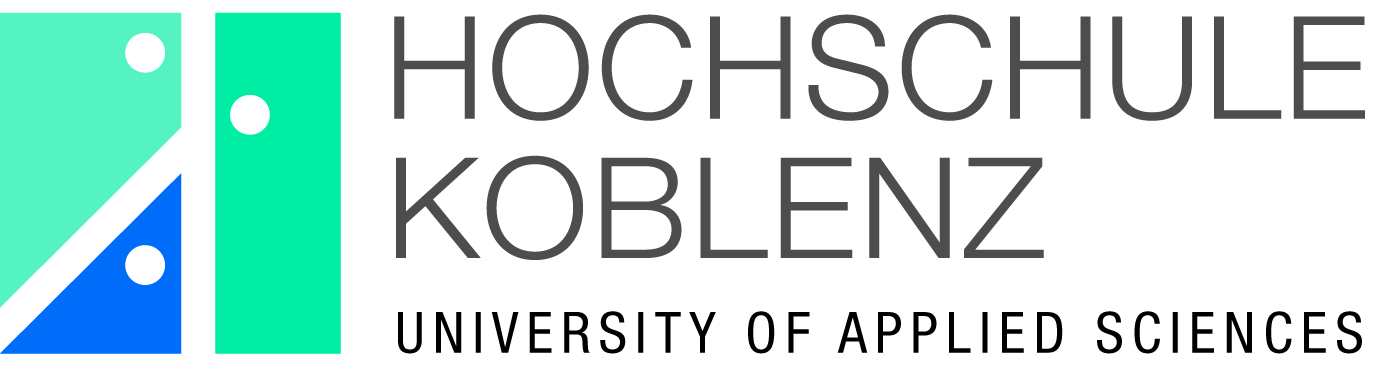 HOCHSCHULE
KOBLENZ
UNIVERSITY OF APPLIED SCIENCES